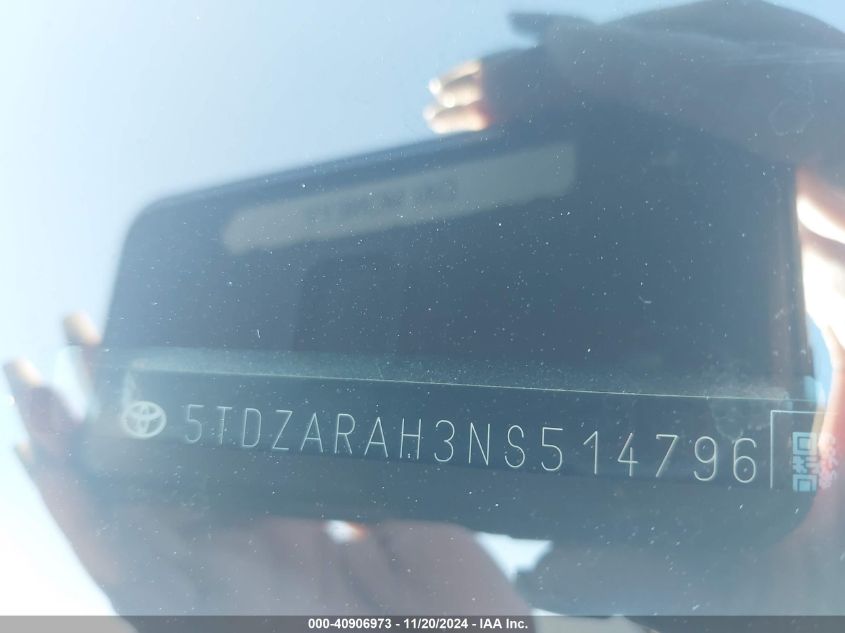 5TDZARAH3NS514796
000-40906973 - 11/20/2024 - IAA Inc.